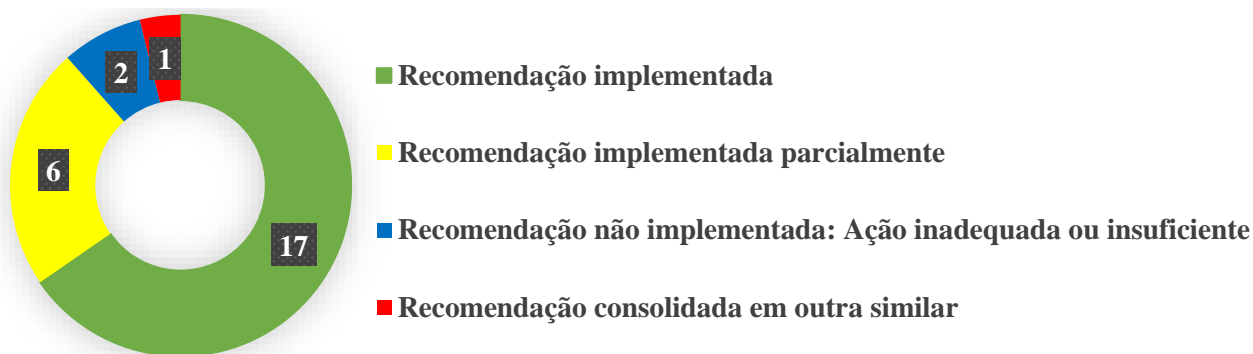 1
2
6
17
Recomendação implementada
Recomendação implementada parcialmente
Recomendação não implementada: Ação inadequada ou insuficiente
Recomendação consolidada em outra similar